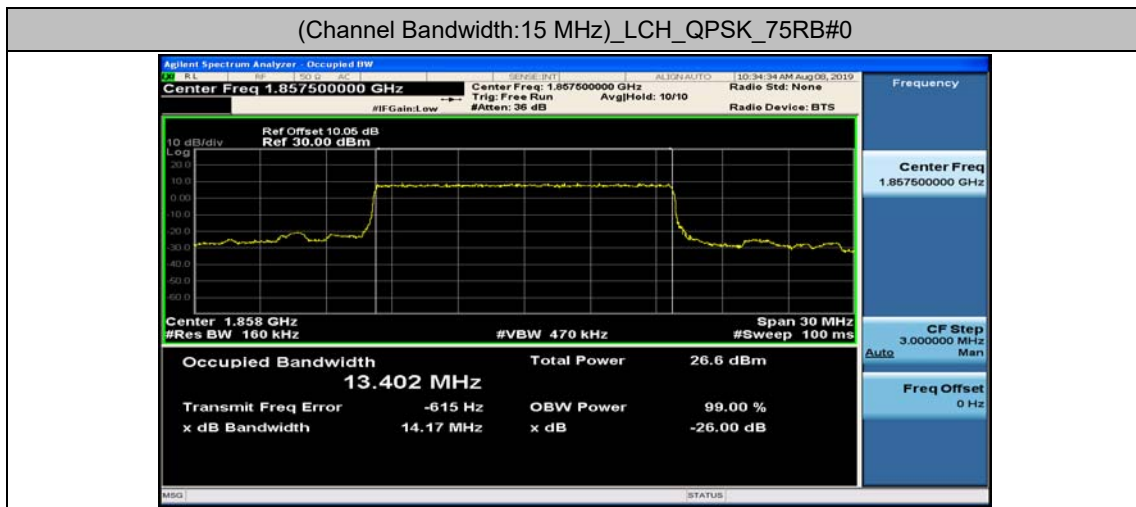 (Channel Bandwidth:15 MHz)_LCH_QPSK_75RB#0
Agilent Spectrum Analyzer - Occupied BW
RL RF 50 Ω AC SENSE:INT ALIGN AUTO 10:34:34 AM Aug 08, 2019
Center Freq 1.857500000 GHz Center Freq: 1.857500000 GHz Radio Std: None
Trig: Free Run Avg|Hold: 10/10
#IFGain:Low #Atten: 36 dB Radio Device: BTS
Ref Offset 10.05 dB
10 dB/div Ref 30.00 dBm
Log
20.0
10.0
0.00
-10.0
-20.0
-30.0
-40.0
-50.0
-60.0
Center 1.858 GHz Span 30 MHz
#Res BW 160 kHz #VBW 470 kHz #Sweep 100 ms
Occupied Bandwidth Total Power 26.6 dBm
13.402 MHz
Transmit Freq Error -615 Hz OBW Power 99.00 %
x dB Bandwidth 14.17 MHz x dB -26.00 dB
MSG STATUS
Frequency
Center Freq
1.857500000 GHz
CF Step
3.000000 MHz
Auto Man
Freq Offset
0 Hz